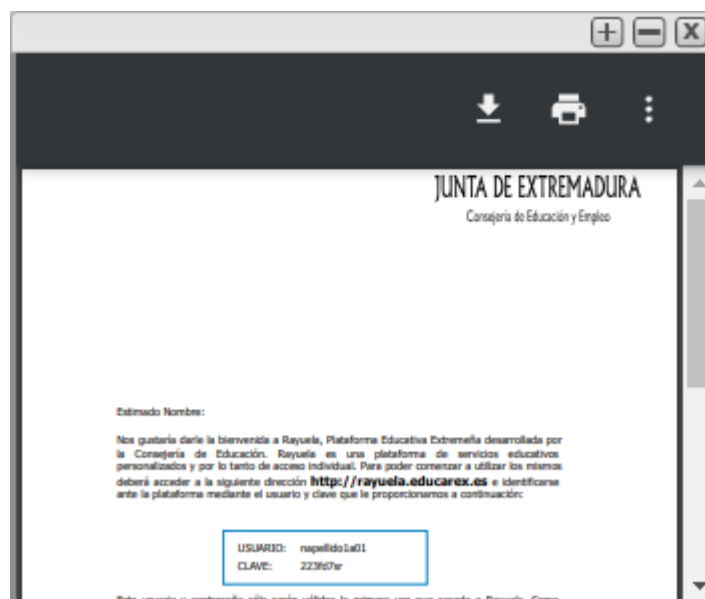 JUNTA DE EXTREMADURA
Consejería de Educación y Empleo
Estimado Nombre:
Nos gustaría darle la bienvenida a Rayuela, Plataforma Educativa Extremeña desarrollada por
la Consejería de Educación. Rayuela es una plataforma de servicios educativos
personalizados y por lo tanto de acceso individual. Para poder comenzar a utilizar los mismos
deberá acceder a la siguiente dirección http://rayuela.educarex.es e identificarse
ante la plataforma mediante el usuario y clave que le proporcionamos a continuación:
USUARIO: napellido1a01
CLAVE: 223fd7sr